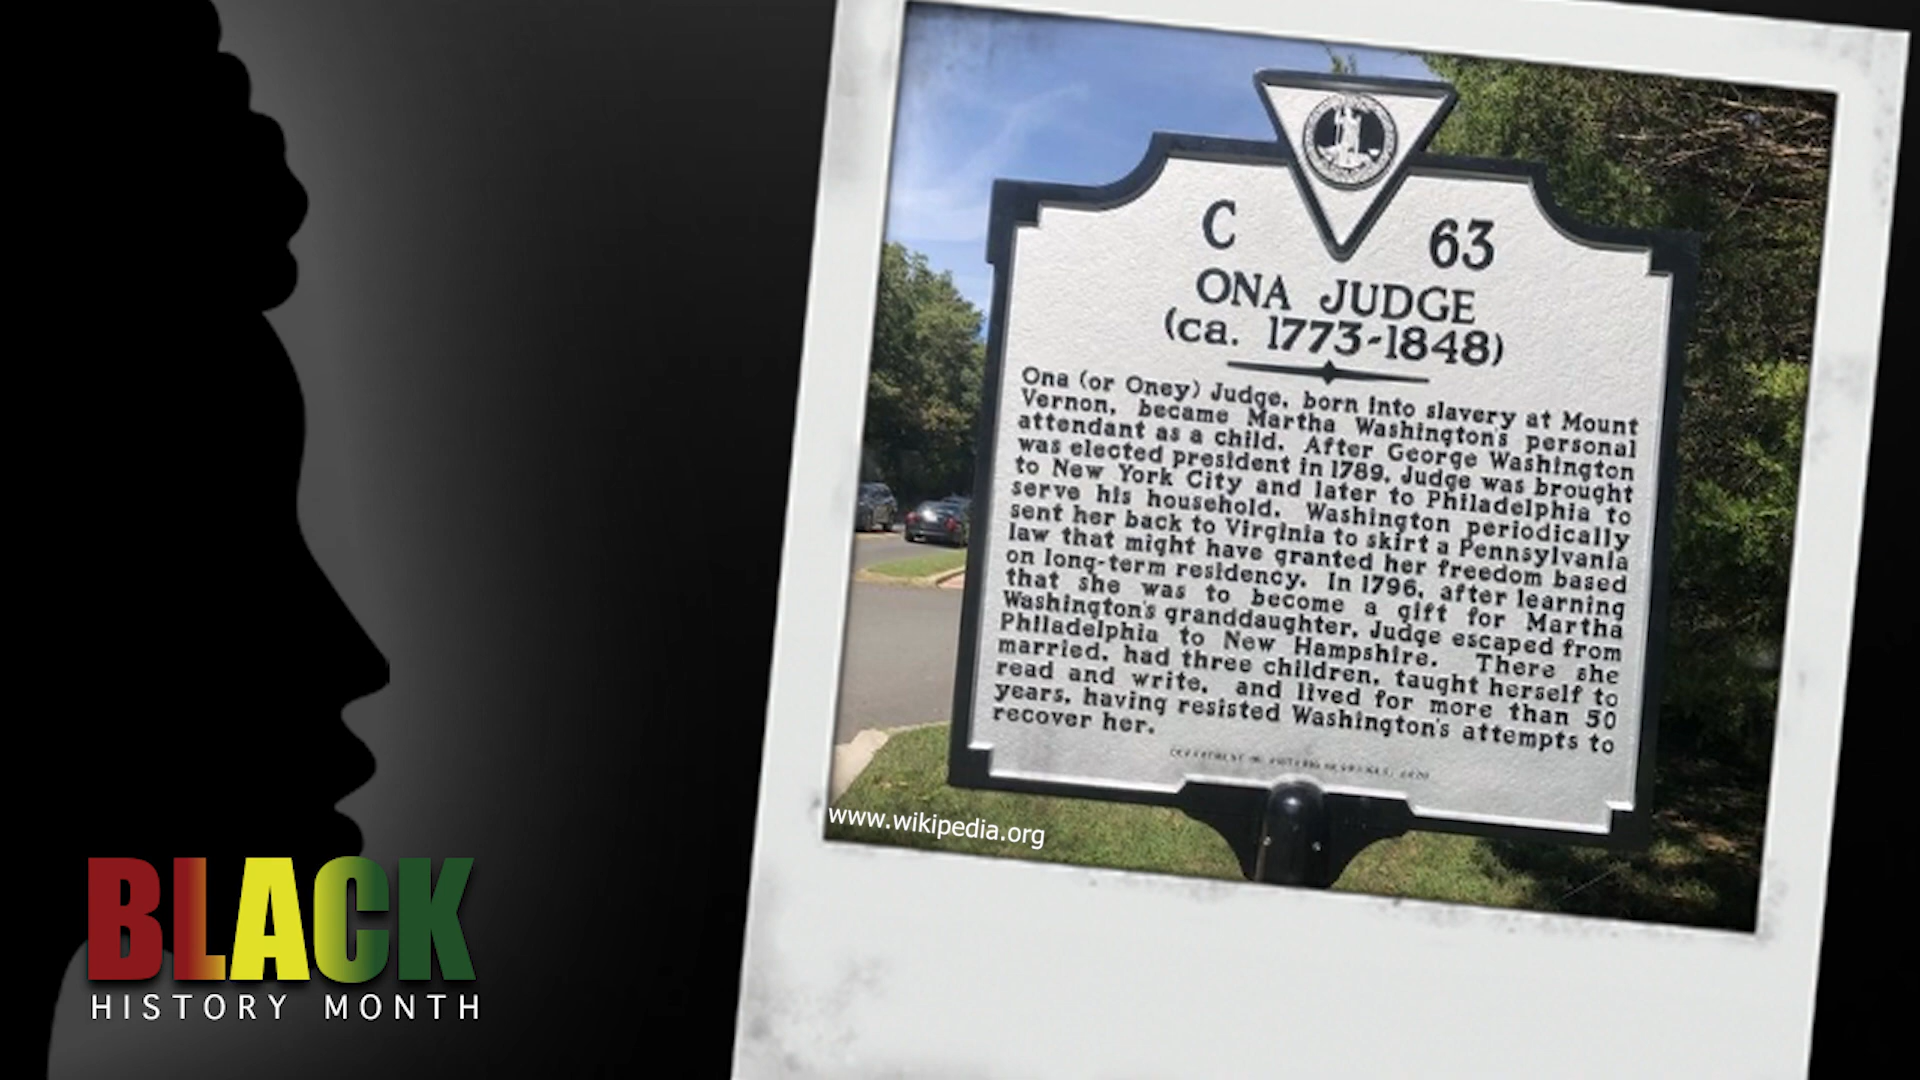 C 63
ONA JUDGE
(ca. 1773-1848)
Ona (or Oney) Judge, born into slavery at Mount
Vernon, became Martha Washington's personal
attendant as a child. After George Washington
was elected president in 1789, Judge was brought
to New York City and later to Philadelphia to
serve his household. Washington periodically
sent her back to Virginia to skirt a Pennsylvania
law that might have granted her freedom based
on long-term residency. In 1796, after learning
that she was to become a gift for Martha
Washington's granddaughter, Judge escaped from
Philadelphia to New Hampshire. There she
married, had three children, taught herself to
read and write, and lived for more than 50
years, having resisted Washington's attempts to
recover her.
DEPARTMENT OF HISTORIC RESOURCES, 2020
www.wikipedia.org
BLACK
HISTORY MONTH